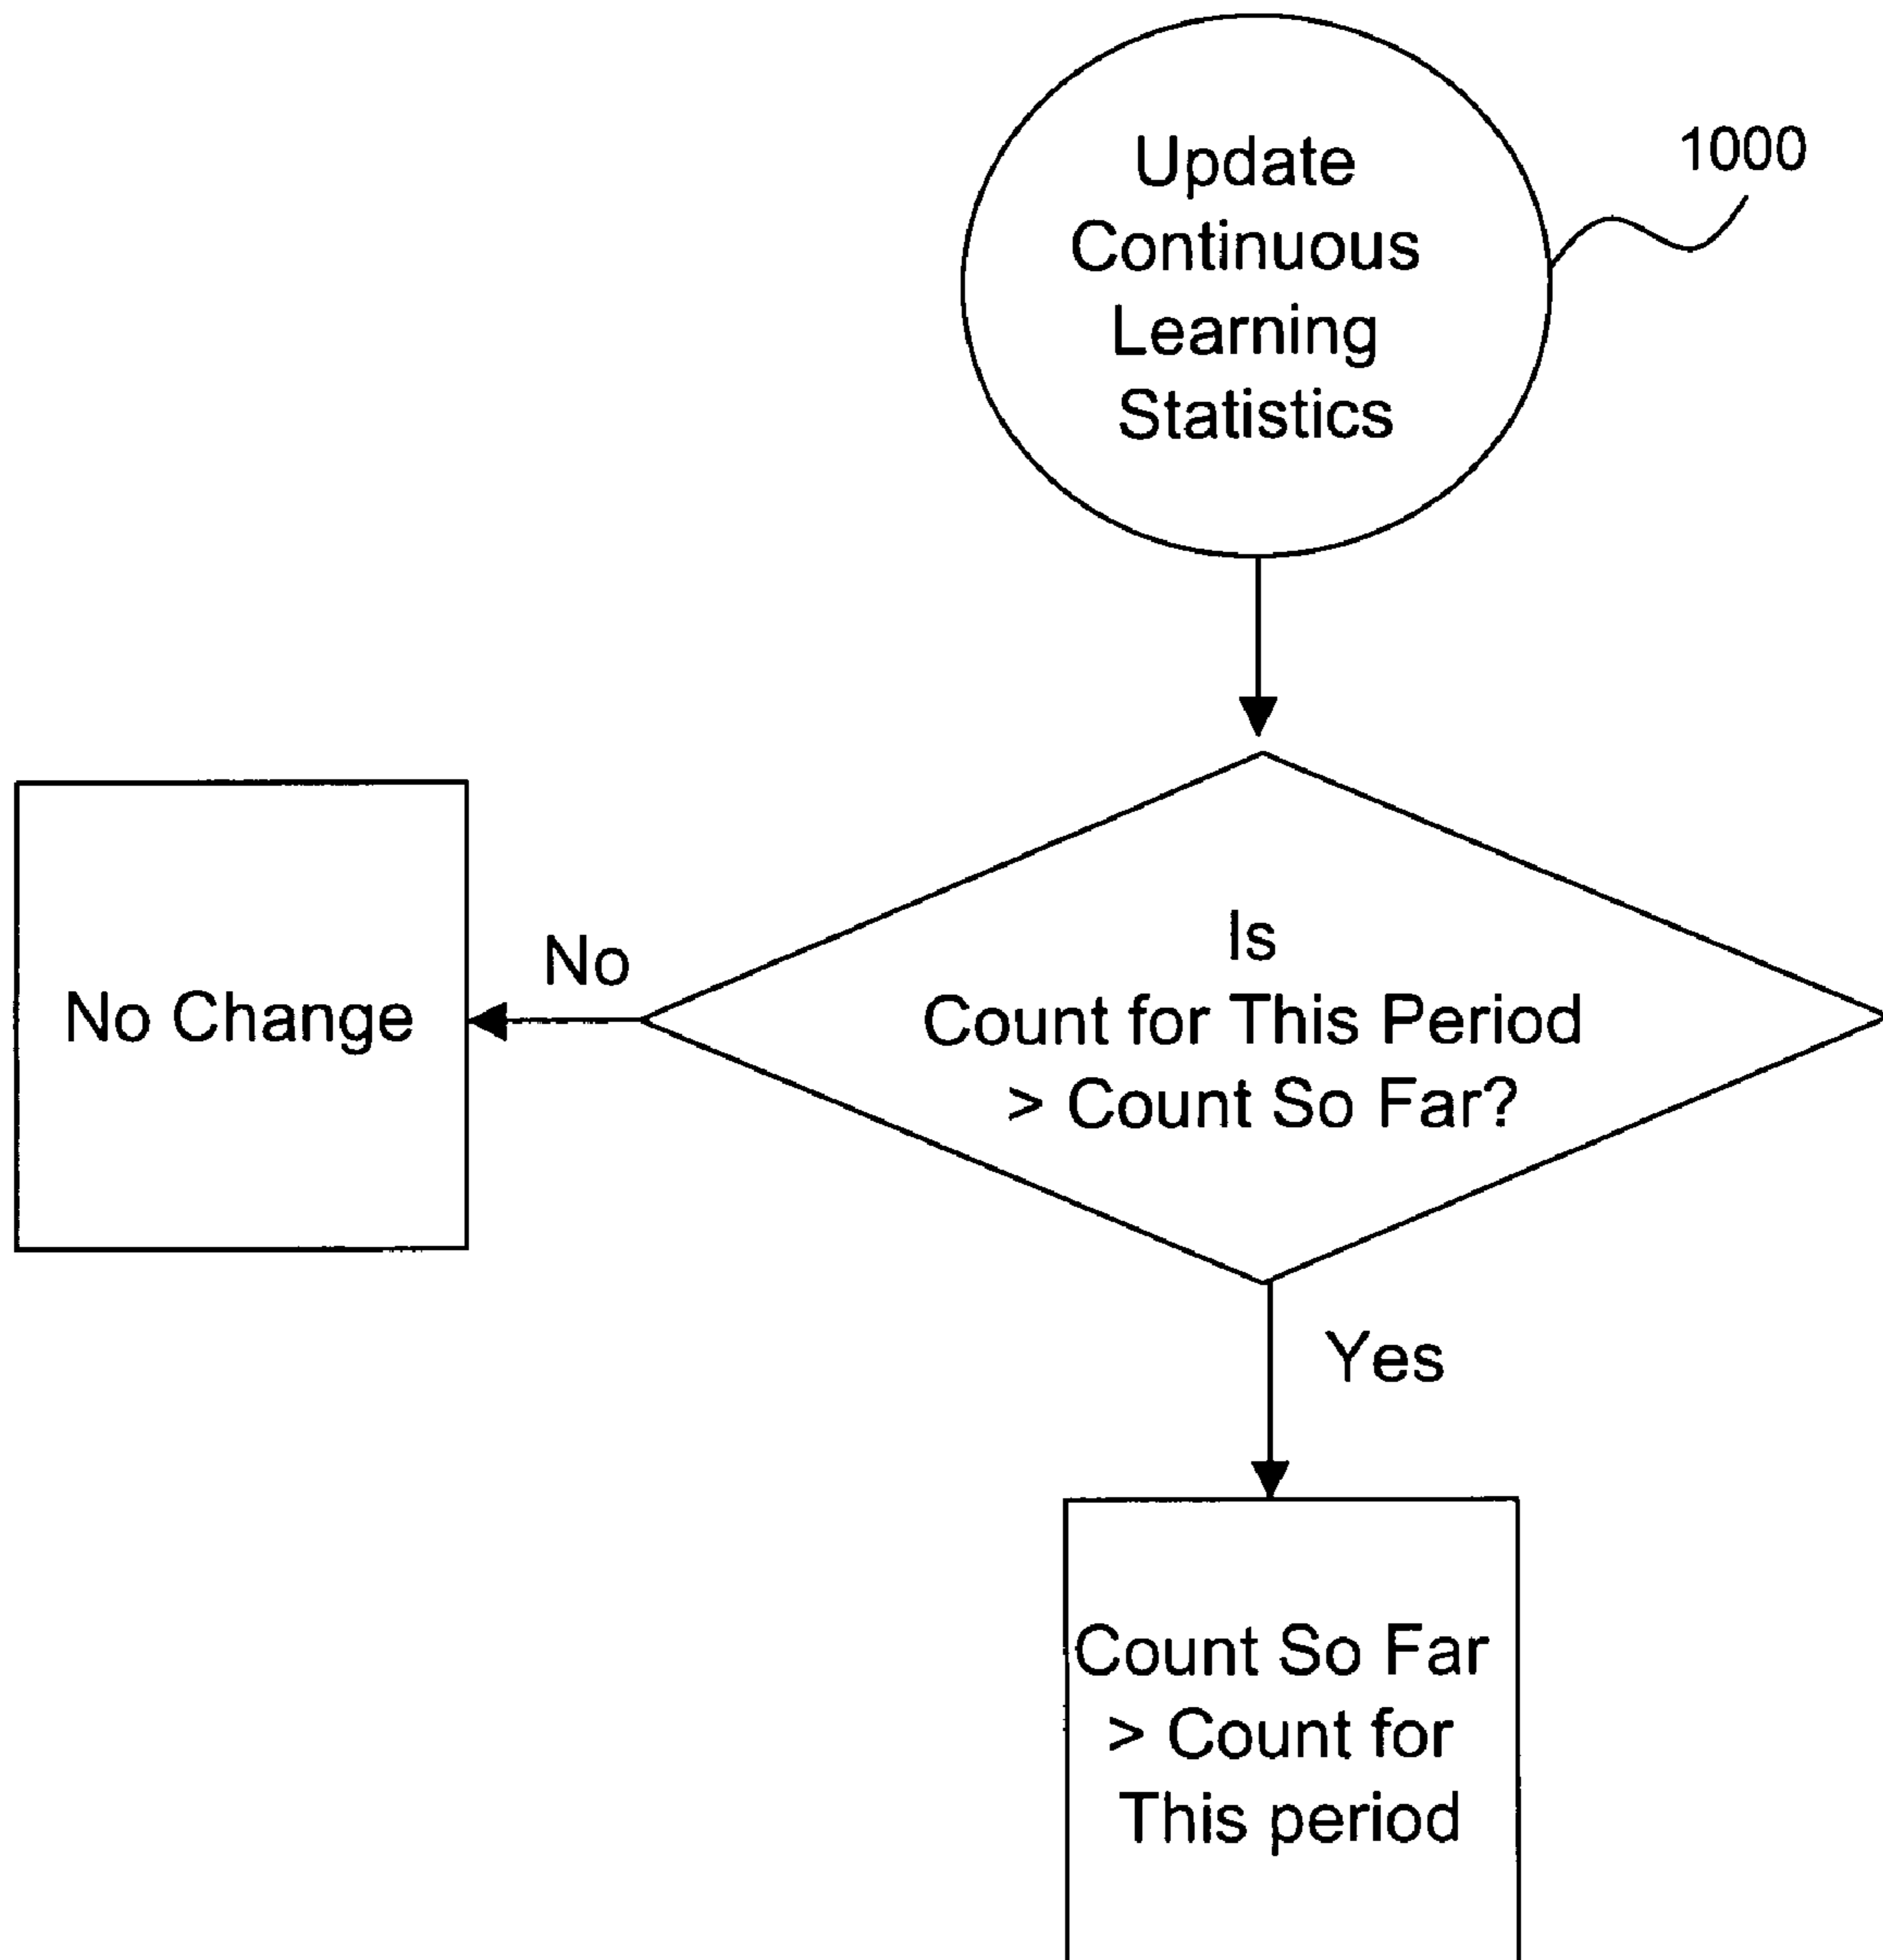 Update
Continuous
Learning
Statistics
1000
Is
Count for This Period
> Count So Far?
No
No Change
Yes
Count So Far
> Count for
This period